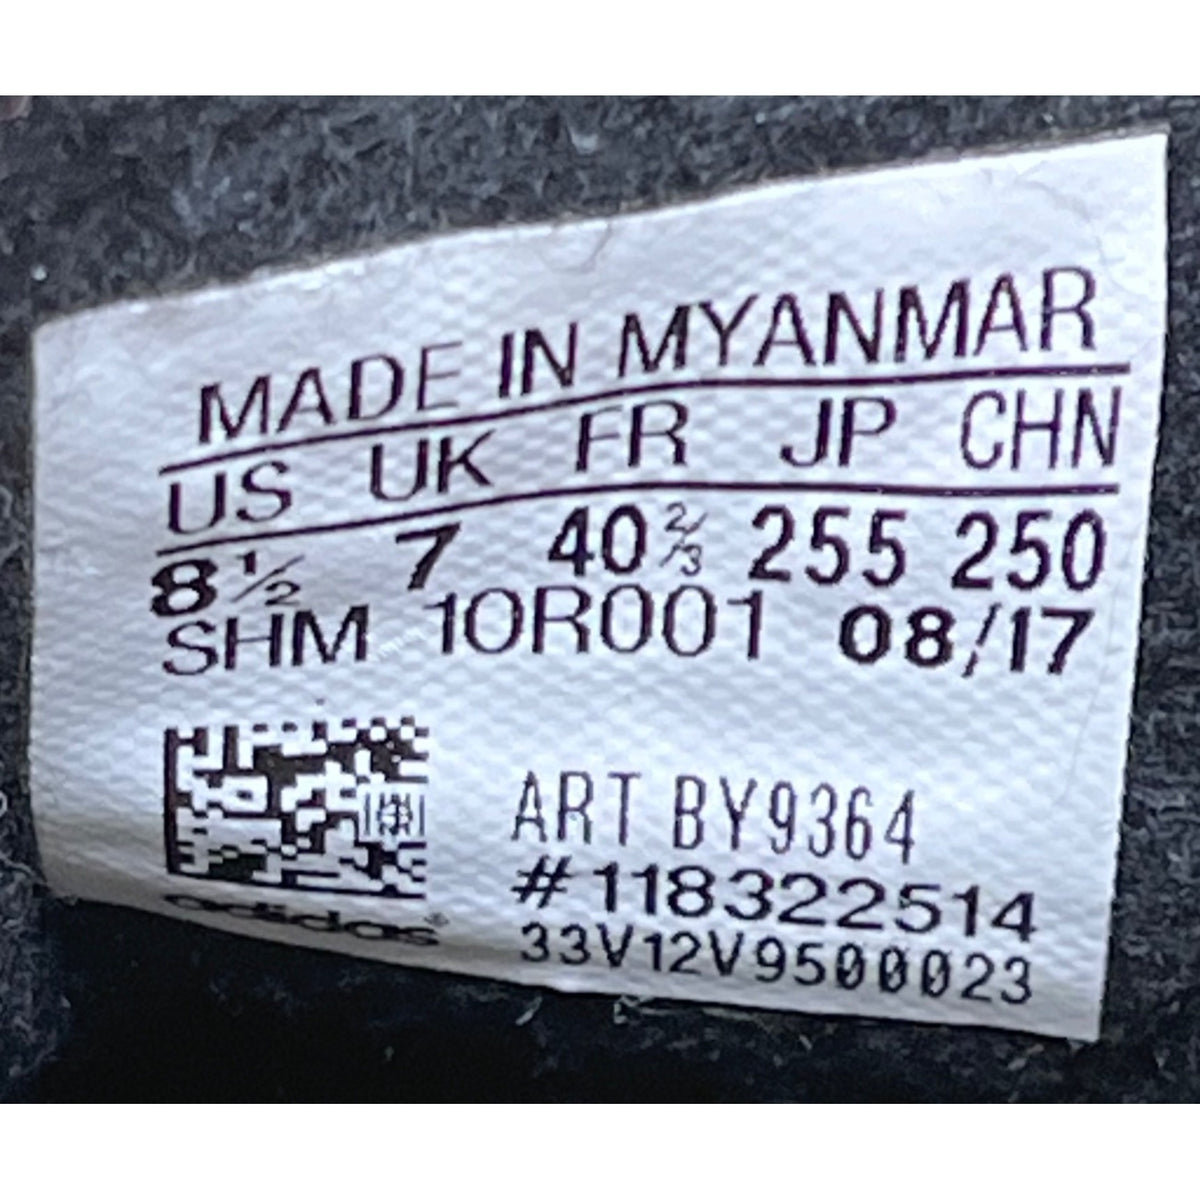 MADE IN MYANMAR
US UK FR JP CHN
8½ 7 40⅔ 255 250
SHM 10R001 08/17
ART BY9364
#118322514
33V12V9500023
adidas